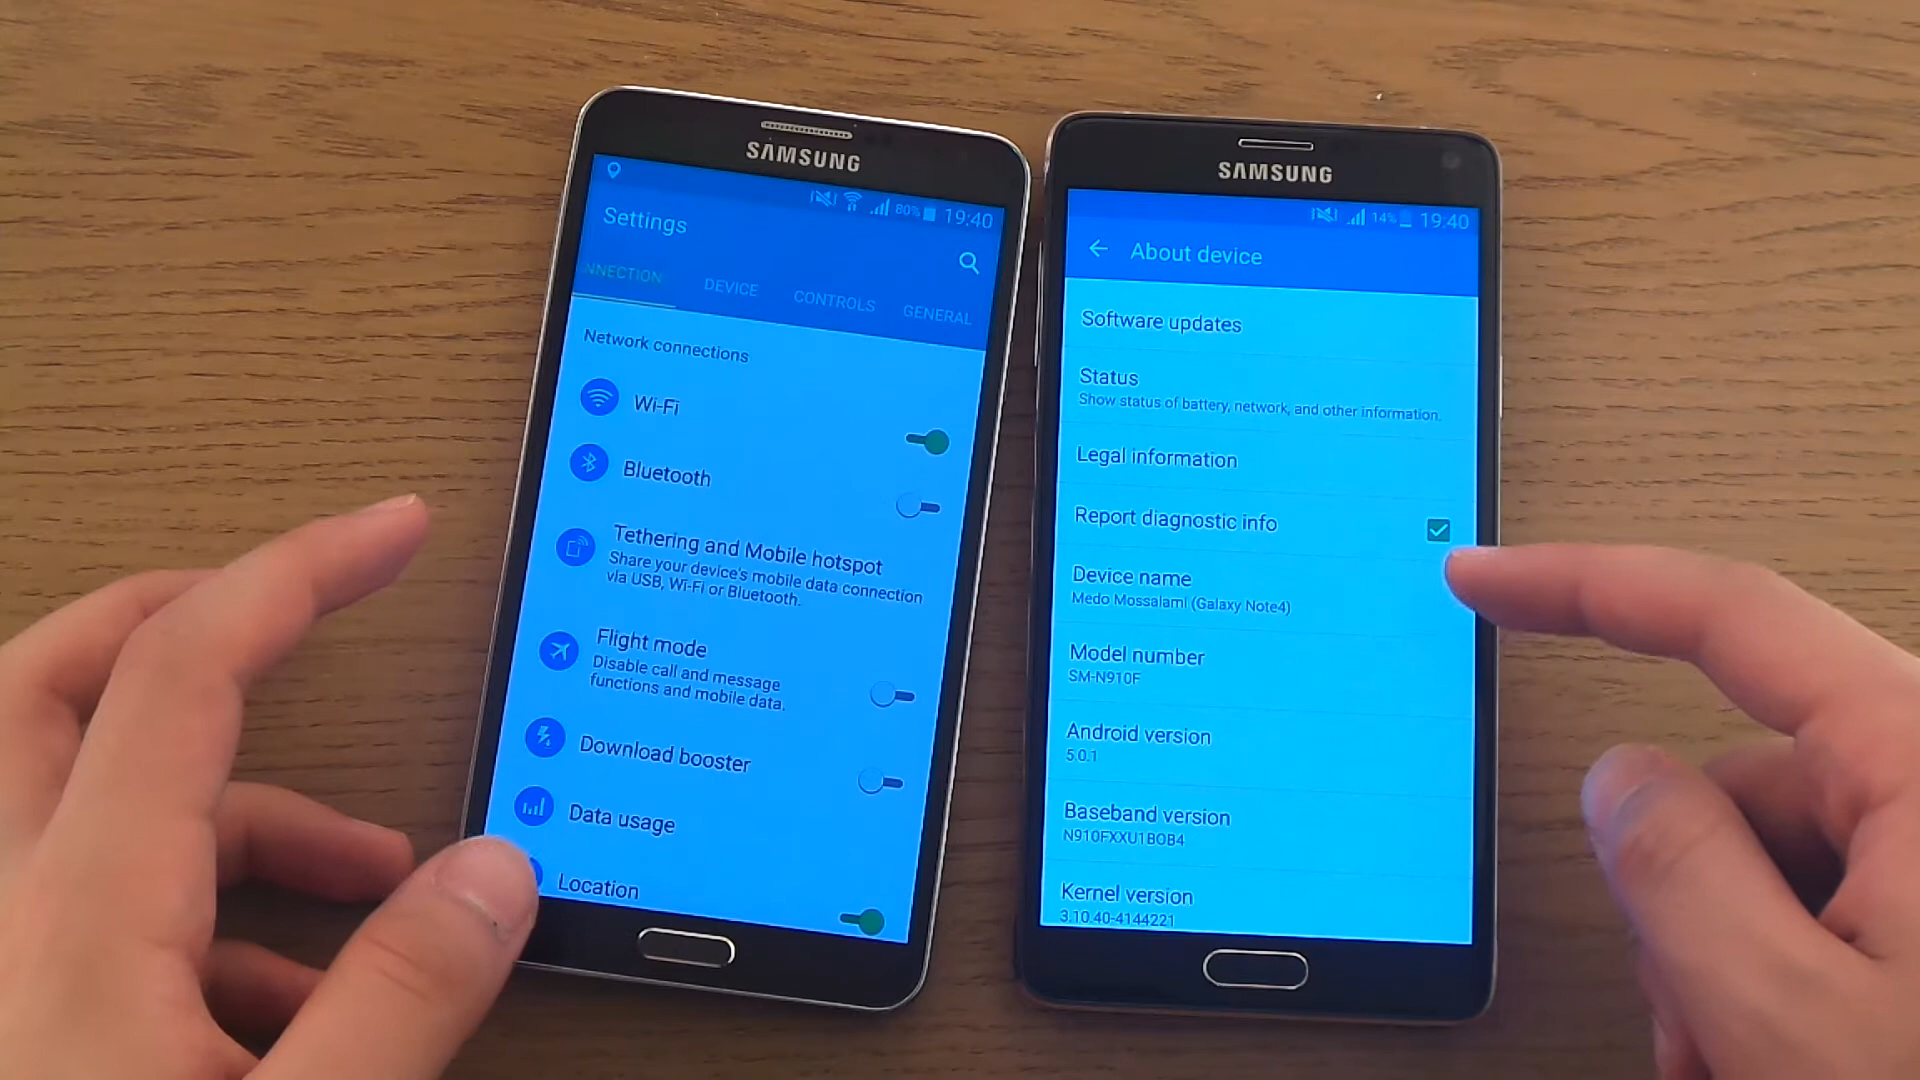 SAMSUNG
80% 19:40
Settings
NNECTION DEVICE CONTROLS GENERAL
Network connections
Wi-Fi
Bluetooth
Tethering and Mobile hotspot
Share your device's mobile data connection
via USB, Wi-Fi or Bluetooth.
Flight mode
Disable call and message
functions and mobile data.
Download booster
Data usage
Location
SAMSUNG
14% 19:40
About device
Software updates
Status
Show status of battery, network, and other information.
Legal information
Report diagnostic info
Device name
Medo Mossalami (Galaxy Note4)
Model number
SM-N910F
Android version
5.0.1
Baseband version
N910FXXU1BOB4
Kernel version
3.10.40-4144221